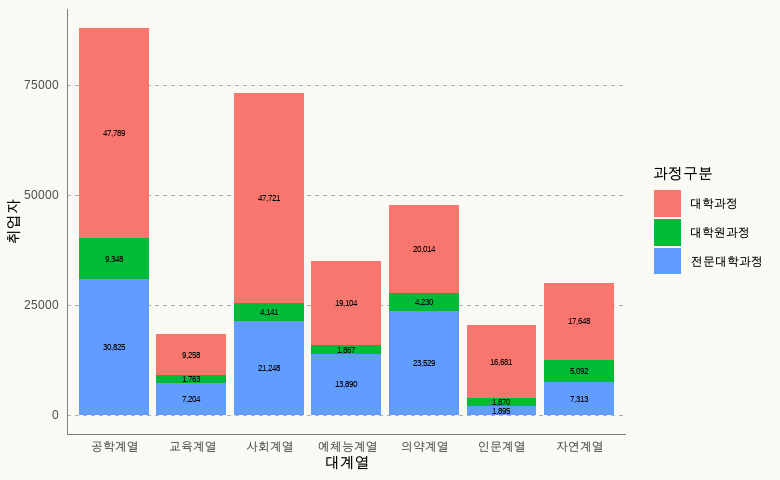 75000
50000
25000
0
취업자
47,789
9,348
30,825
9,258
1,763
7,204
47,721
4,141
21,248
19,104
1,867
13,890
20,014
4,230
23,529
16,681
1,870
1,895
17,648
5,092
7,313
공학계열
교육계열
사회계열
예체능계열
의약계열
인문계열
자연계열
대계열
과정구분
대학과정
대학원과정
전문대학과정